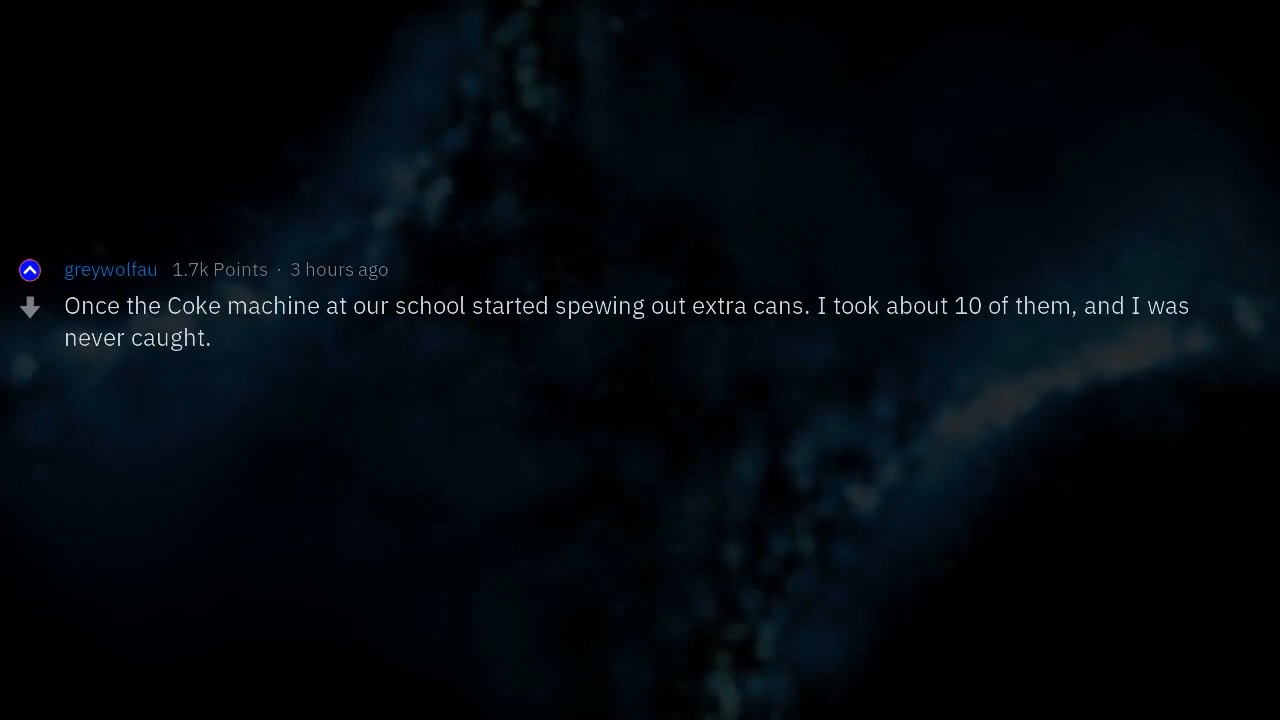 greywolfau 1.7k Points · 3 hours ago
Once the Coke machine at our school started spewing out extra cans. I took about 10 of them, and I was
never caught.